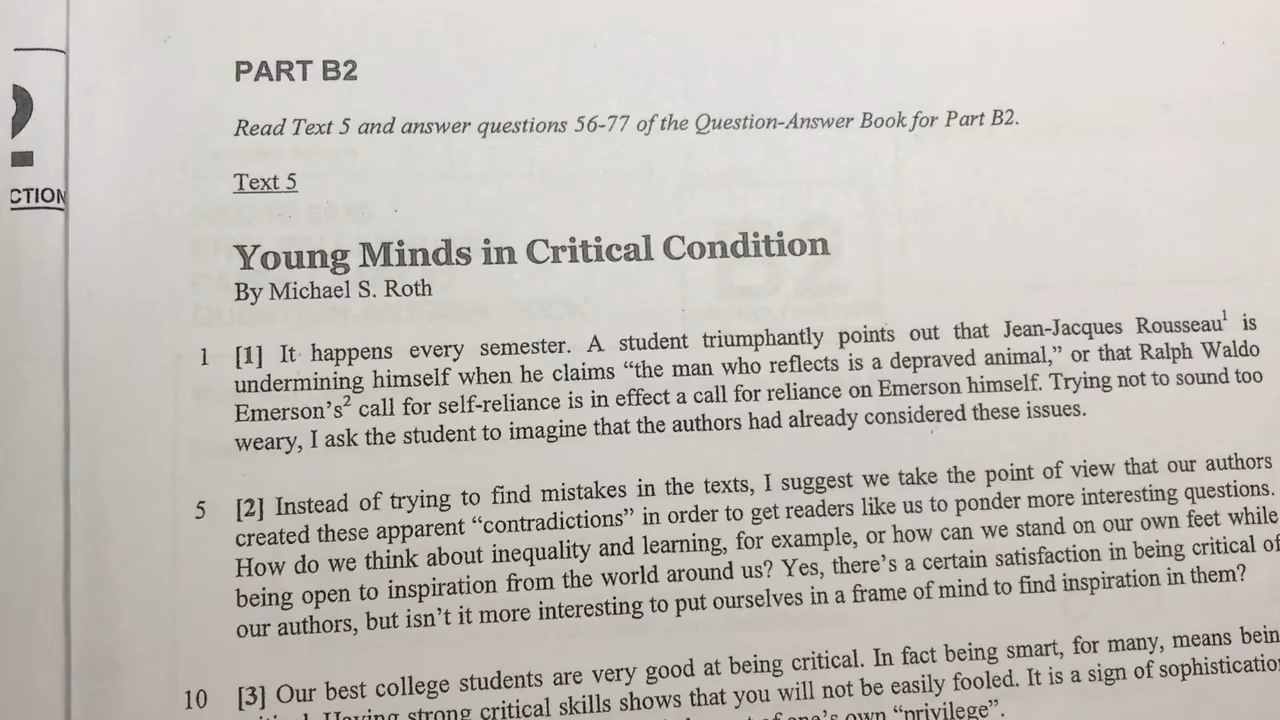 CTION
PART B2
Read Text 5 and answer questions 56-77 of the Question-Answer Book for Part B2.
Text 5
Young Minds in Critical Condition
By Michael S. Roth
1 [1] It happens every semester. A student triumphantly points out that Jean-Jacques Rousseau¹ is
undermining himself when he claims “the man who reflects is a depraved animal,” or that Ralph Waldo
Emerson’s² call for self-reliance is in effect a call for reliance on Emerson himself. Trying not to sound too
weary, I ask the student to imagine that the authors had already considered these issues.
5 [2] Instead of trying to find mistakes in the texts, I suggest we take the point of view that our authors
created these apparent “contradictions” in order to get readers like us to ponder more interesting questions.
How do we think about inequality and learning, for example, or how can we stand on our own feet while
being open to inspiration from the world around us? Yes, there’s a certain satisfaction in being critical of
our authors, but isn’t it more interesting to put ourselves in a frame of mind to find inspiration in them?
10 [3] Our best college students are very good at being critical. In fact being smart, for many, means bein
Having strong critical skills shows that you will not be easily fooled. It is a sign of sophisticatio
of one’s own “privilege”.